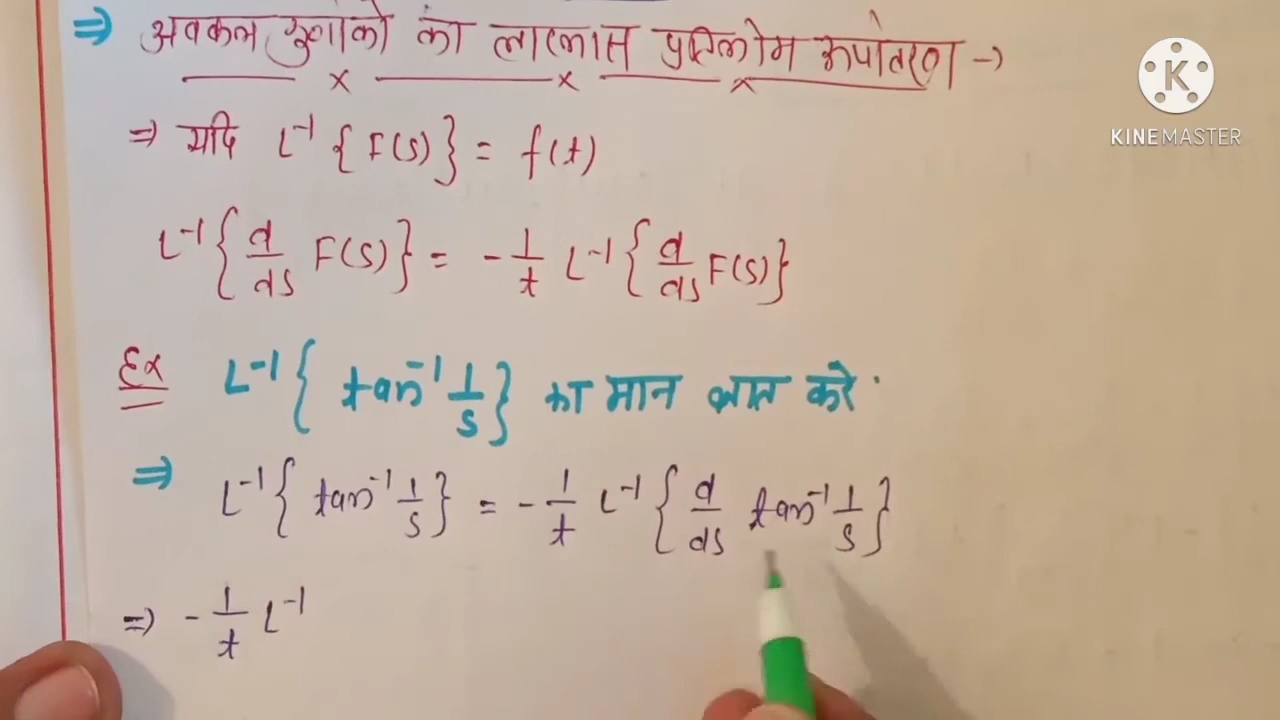 ⇒ अवकल गुणांको का लाप्लास प्रतिलोम रूपांतरण →
K
KINEMASTER
⇒ यदि L⁻¹ {F(s)} = f(t)
L⁻¹{d/ds F(s)} = -1/t L⁻¹{d/ds F(s)}
Ex L⁻¹{tan⁻¹ 1/s} का मान ज्ञात करे.
⇒ L⁻¹{tan⁻¹ 1/s} = -1/t L⁻¹{d/ds tan⁻¹ 1/s}
⇒ -1/t L⁻¹